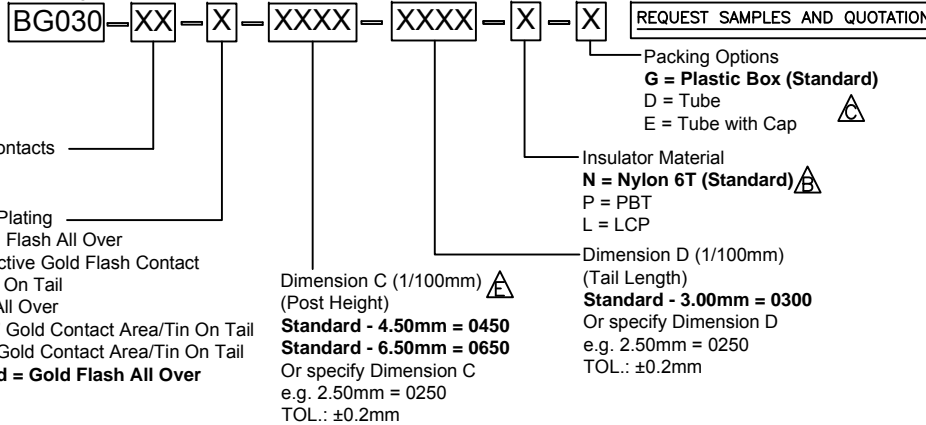 BG030 - XX - X - XXXX - XXXX - X - X
REQUEST SAMPLES AND QUOTATION
Packing Options
G = Plastic Box (Standard)
D = Tube
E = Tube with Cap
C
Insulator Material
N = Nylon 6T (Standard)
B
P = PBT
L = LCP
Dimension D (1/100mm)
(Tail Length)
Standard - 3.00mm = 0300
Or specify Dimension D
e.g. 2.50mm = 0250
TOL.: ±0.2mm
Dimension C (1/100mm)
E
(Post Height)
Standard - 4.50mm = 0450
Standard - 6.50mm = 0650
Or specify Dimension C
e.g. 2.50mm = 0250
TOL.: ±0.2mm
Plating
Flash All Over
Gold Flash Contact
On Tail
All Over
Gold Contact Area/Tin On Tail
Gold Contact Area/Tin On Tail
= Gold Flash All Over